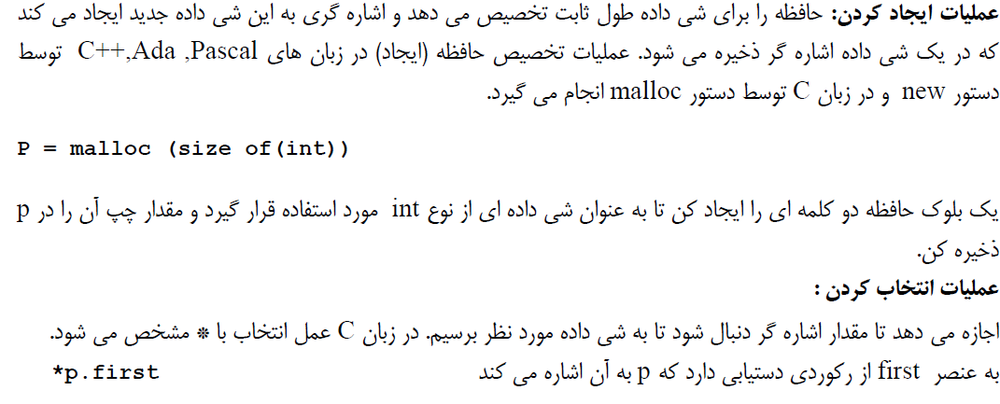 عملیات ایجاد کردن: حافظه را برای شی داده طول ثابت تخصیص می دهد و اشاره گری به این شی داده جدید ایجاد می کند
که در یک شی داده اشاره گر ذخیره می شود. عملیات تخصیص حافظه (ایجاد) در زبان های C++,Ada ,Pascal توسط
دستور new و در زبان C توسط دستور malloc انجام می گیرد.
P = malloc (size of(int))
یک بلوک حافظه دو کلمه ای را ایجاد کن تا به عنوان شی داده ای از نوع int مورد استفاده قرار گیرد و مقدار چپ آن را در p
ذخیره کن.
عملیات انتخاب کردن :
اجازه می دهد تا مقدار اشاره گر دنبال شود تا به شی داده مورد نظر برسیم. در زبان C عمل انتخاب با * مشخص می شود.
به عنصر first از رکوردی دستیابی دارد که p به آن اشاره می کند *p.first